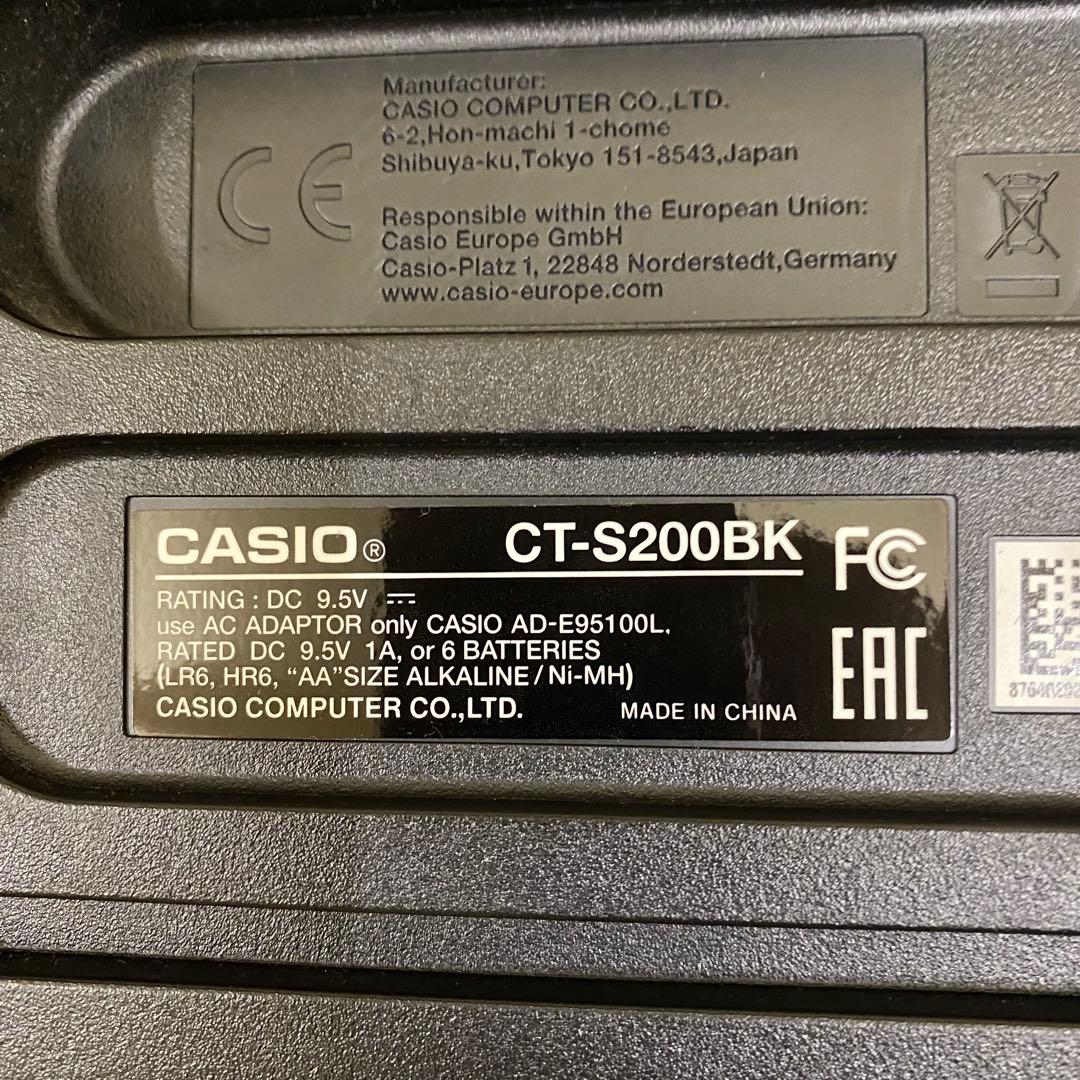 Manufacturer:
CASIO COMPUTER CO.,LTD.
6-2,Hon-machi 1-chome
Shibuya-ku,Tokyo 151-8543,Japan
CE
Responsible within the European Union:
Casio Europe GmbH
Casio-Platz 1, 22848 Norderstedt,Germany
www.casio-europe.com
CASIO® CT-S200BK FC
RATING : DC 9.5V ⎓
use AC ADAPTOR only CASIO AD-E95100L,
RATED DC 9.5V 1A, or 6 BATTERIES
(LR6, HR6, “AA”SIZE ALKALINE / Ni-MH)
CASIO COMPUTER CO.,LTD. MADE IN CHINA
EAC